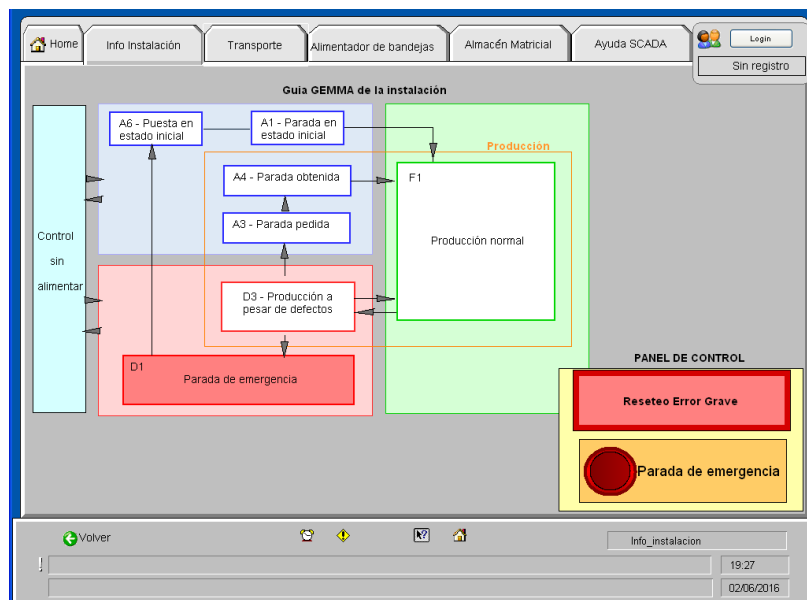 Home
Info Instalación
Transporte
Alimentador de bandejas
Almacén Matricial
Ayuda SCADA
Login
Sin registro
Guia GEMMA de la instalación
A6 - Puesta en
estado inicial
A1 - Parada en
estado inicial
Producción
A4 - Parada obtenida
F1
A3 - Parada pedida
Producción normal
Control
sin
alimentar
D3 - Producción a
pesar de defectos
D1
Parada de emergencia
PANEL DE CONTROL
Reseteo Error Grave
Parada de emergencia
Volver
Info_instalacion
!
19:27
02/06/2016